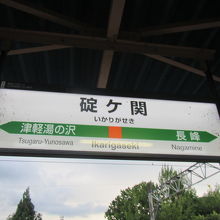 碇ケ関
いかりがせき
津軽湯の沢
長峰
Tsugaru-Yunosawa
Ikarigaseki
Nagamine